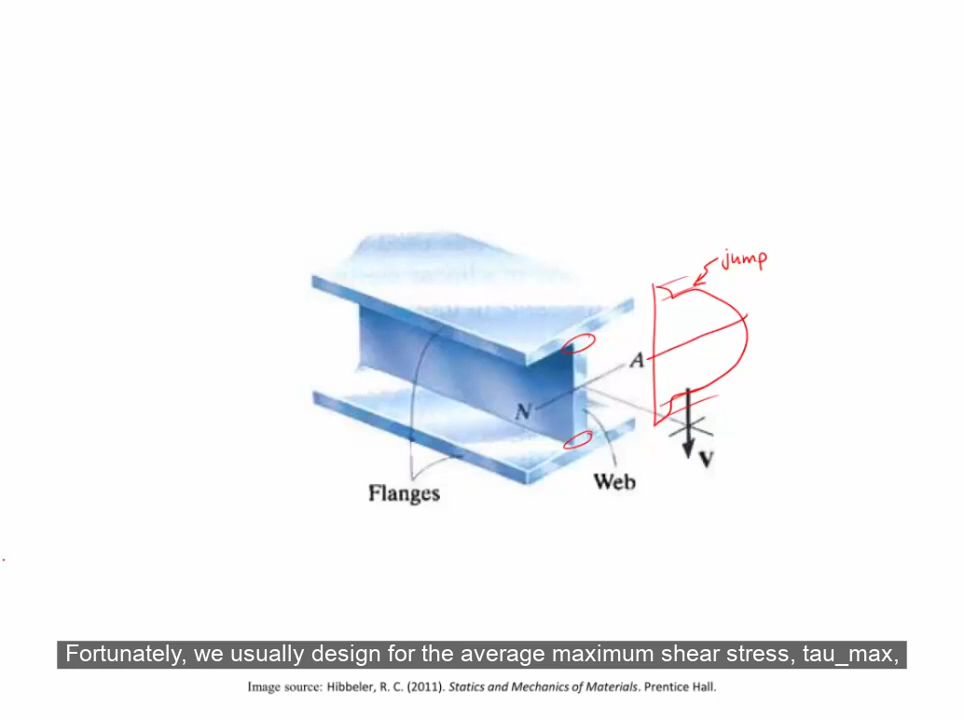 jump
A
N
V
Web
Flanges
Fortunately, we usually design for the average maximum shear stress, tau_max,
Image source: Hibbeler, R. C. (2011). Statics and Mechanics of Materials. Prentice Hall.